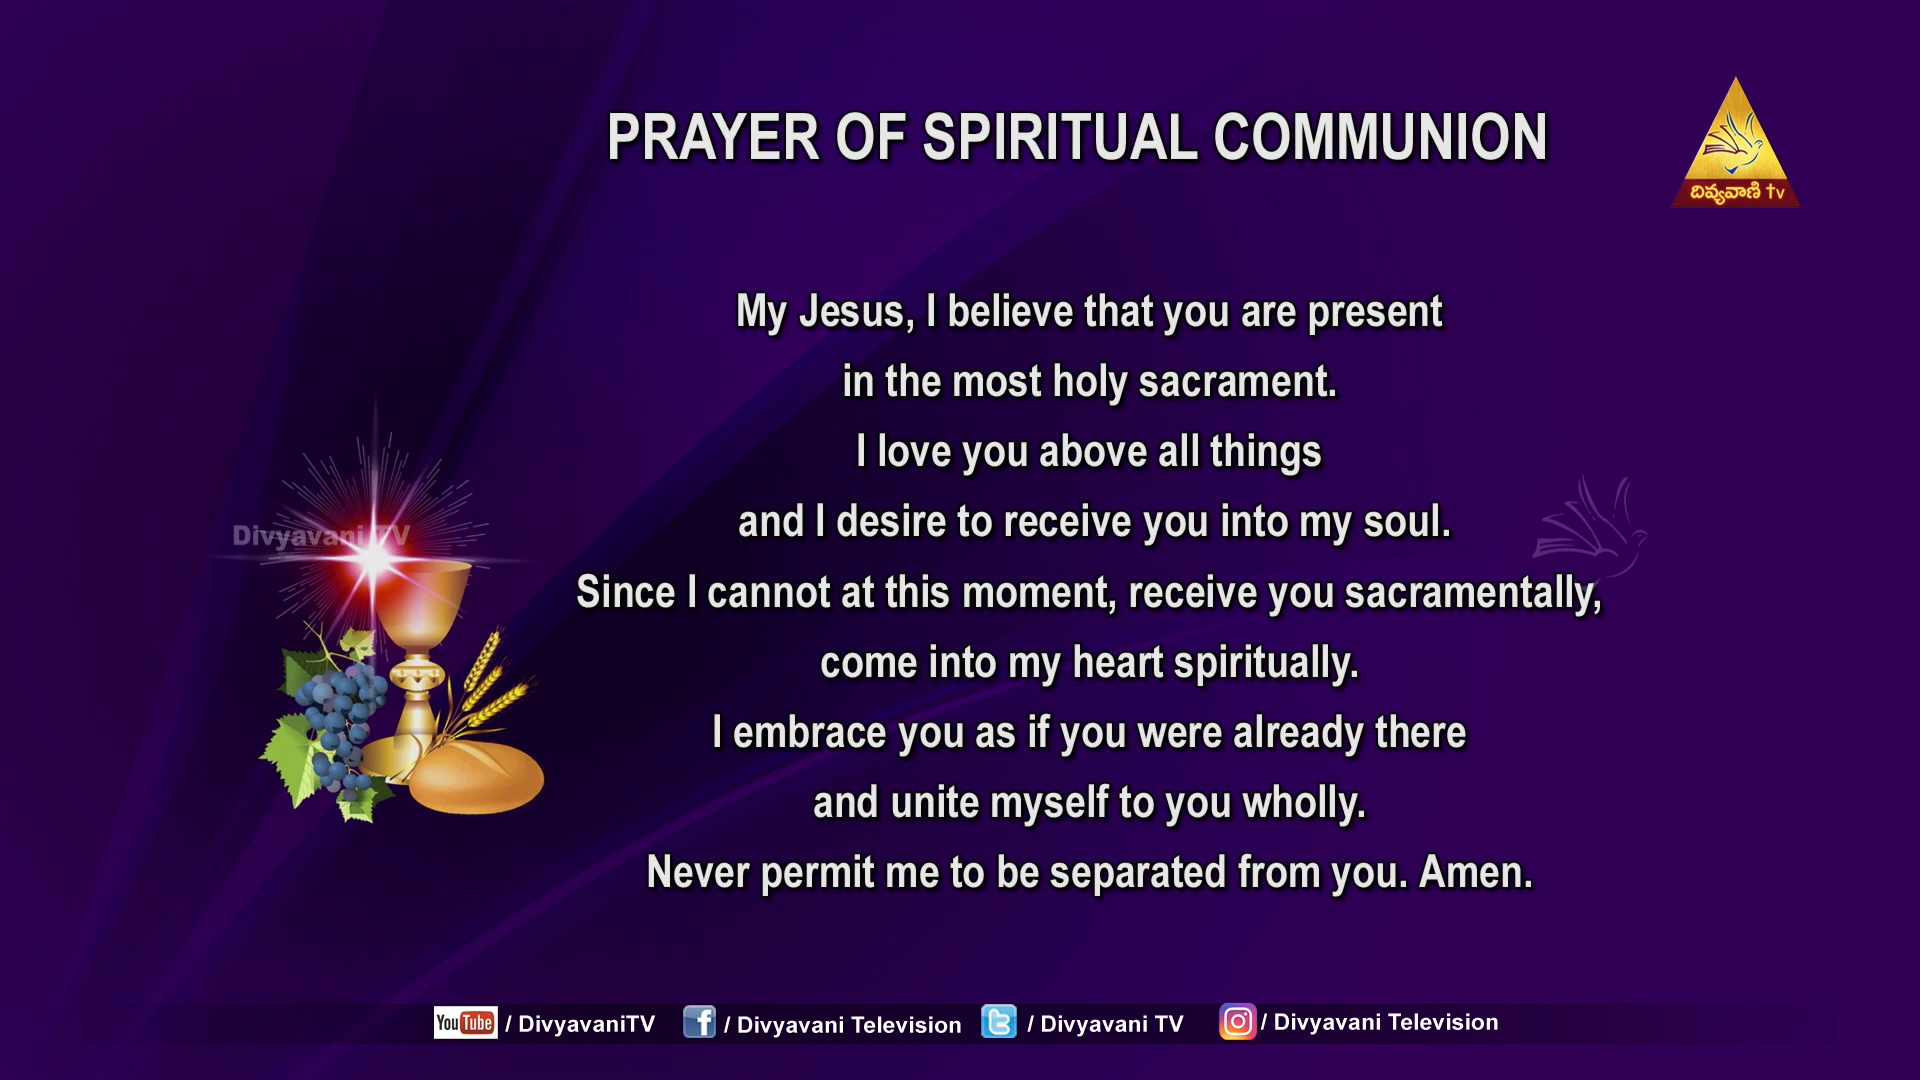 PRAYER OF SPIRITUAL COMMUNION
దివ్యవాణి tv
My Jesus, I believe that you are present
in the most holy sacrament.
I love you above all things
and I desire to receive you into my soul.
Divyavani TV
Since I cannot at this moment, receive you sacramentally,
come into my heart spiritually.
I embrace you as if you were already there
and unite myself to you wholly.
Never permit me to be separated from you. Amen.
YouTube / DivyavaniTV f / Divyavani Television / Divyavani TV / Divyavani Television